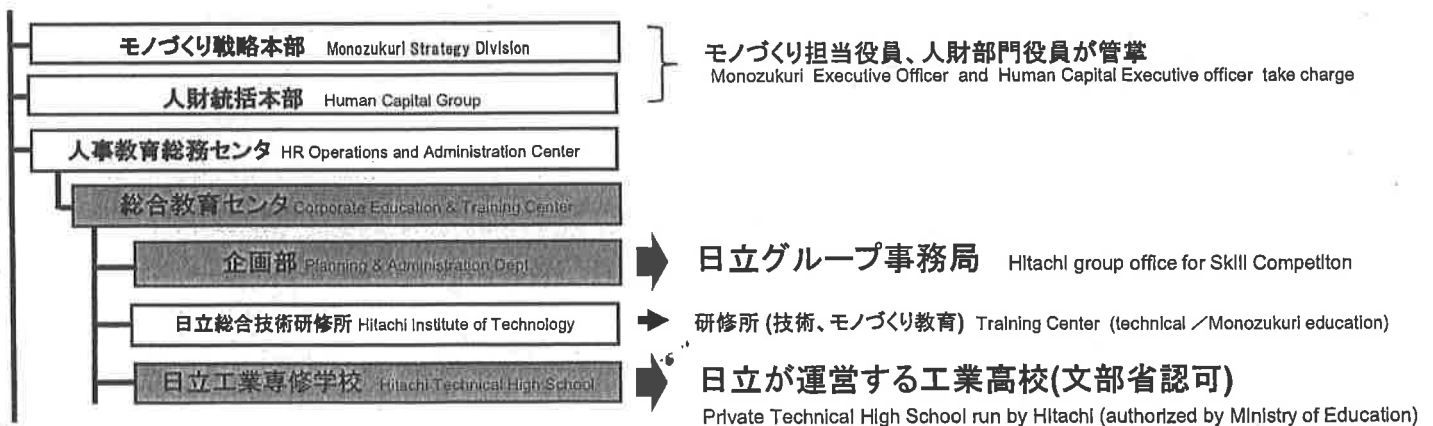 モノづくり戦略本部 Monozukuri Strategy Division
モノづくり担当役員、人財部門役員が管掌
Monozukuri Executive Officer and Human Capital Executive officer take charge
人財統括本部 Human Capital Group
人事教育総務センタ HR Operations and Administration Center
総合教育センタ Corporate Education & Training Center
企画部 Planning & Administration Dept
日立グループ事務局 Hitachi group office for Skill Competiton
日立総合技術研修所 Hitachi Institute of Technology
研修所 (技術、モノづくり教育) Training Center (technical ／Monozukuri education)
日立工業専修学校 Hitachi Technical High School
日立が運営する工業高校(文部省認可)
Private Technical High School run by Hitachi (authorized by Ministry of Education)